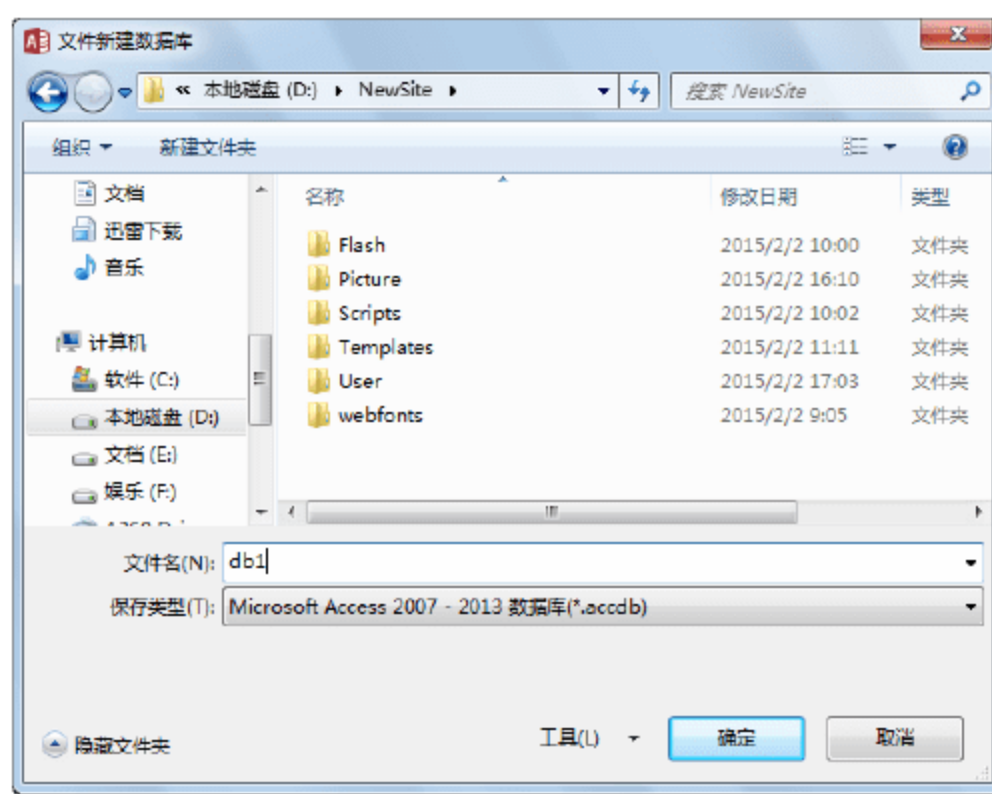 文件新建数据库
« 本地磁盘 (D:) NewSite 搜索 NewSite
组织 新建文件夹
文档
迅雷下载
音乐
计算机
软件 (C:)
本地磁盘 (D:)
文档 (E:)
娱乐 (F:)
名称 修改日期 类型
Flash 2015/2/2 10:00 文件夹
Picture 2015/2/2 16:10 文件夹
Scripts 2015/2/2 10:02 文件夹
Templates 2015/2/2 11:11 文件夹
User 2015/2/2 17:03 文件夹
webfonts 2015/2/2 9:05 文件夹
文件名(N): db1
保存类型(T): Microsoft Access 2007 - 2013 数据库(*.accdb)
隐藏文件夹 工具(L) 确定 取消